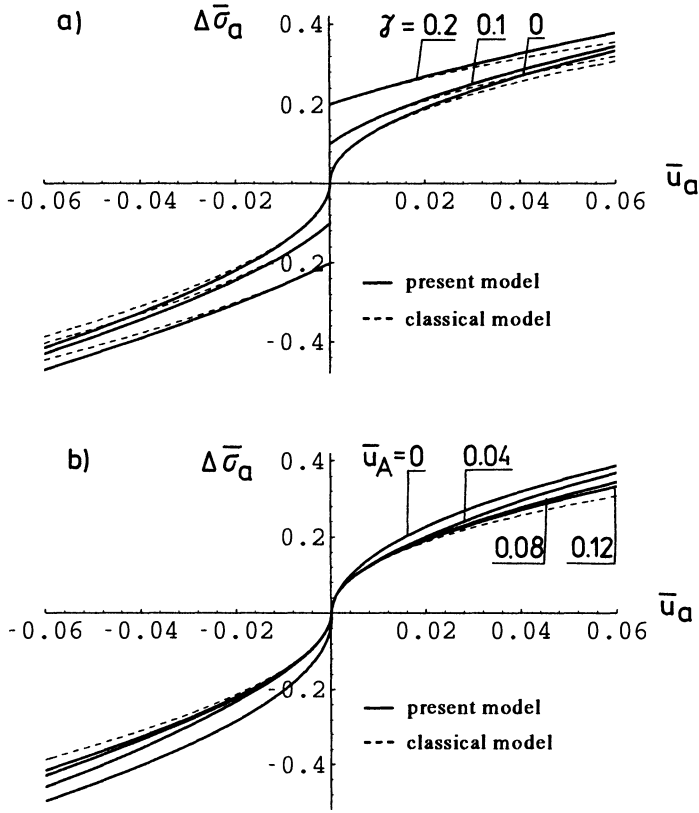 a) Δσ̅a 0.4 γ = 0.2 0.1 0
0.2
-0.06 -0.04 -0.02 0.02 0.04 0.06 u̅a
0.2
present model
classical model
-0.4
b) Δσ̅a 0.4 u̅A=0 0.04
0.2
0.08 0.12
-0.06 -0.04 -0.02 0.02 0.04 0.06 u̅a
-0.2
present model
classical model
-0.4